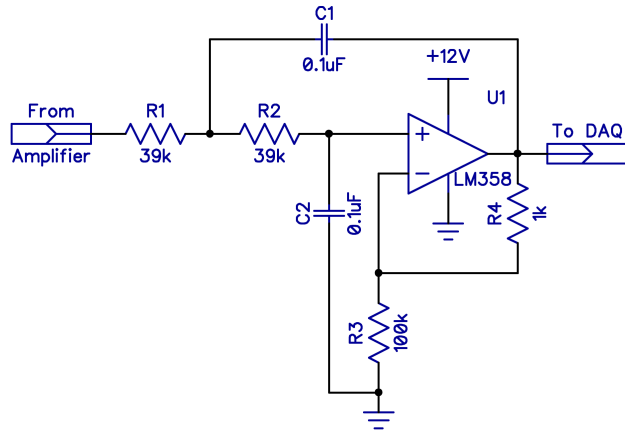 C1
0.1uF
+12V
U1
From
Amplifier
R1
39k
R2
39k
+
−
LM358
To DAQ
C2
0.1uF
R4
1k
R3
100k